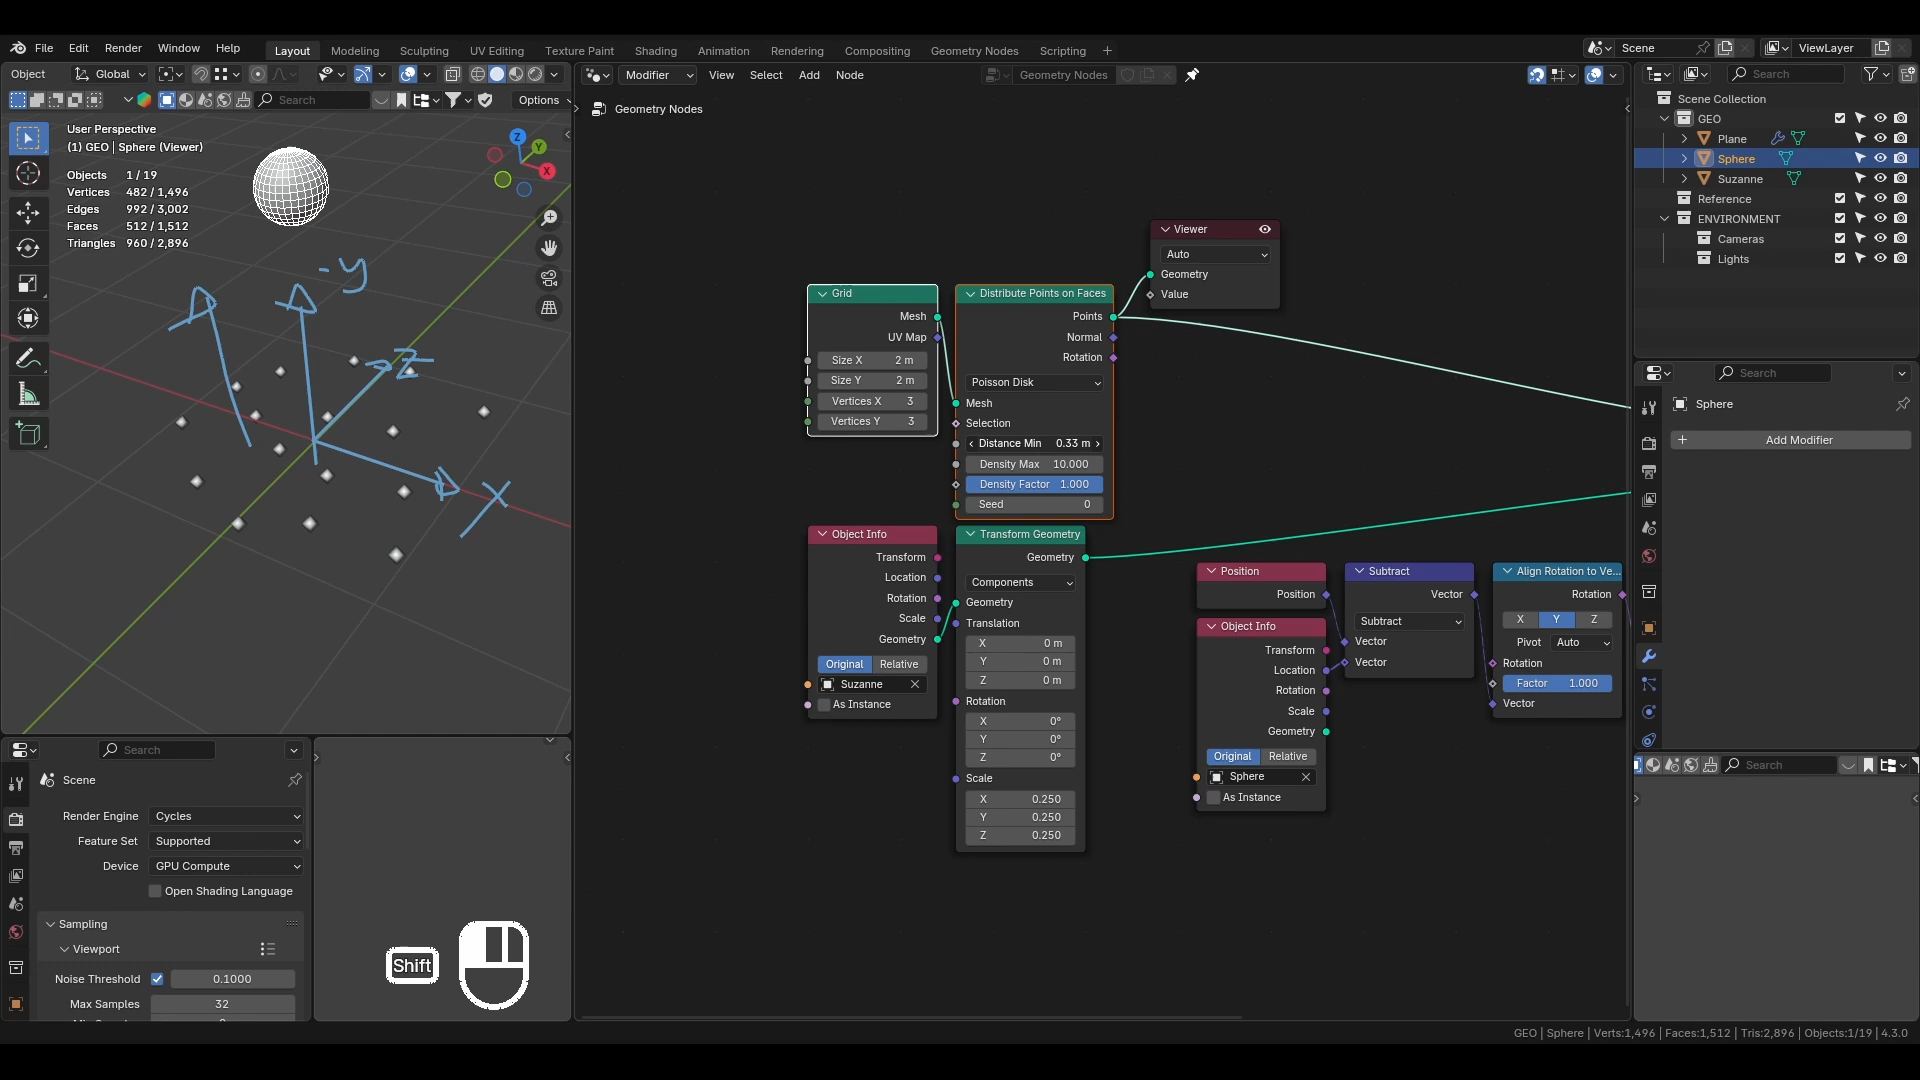 File Edit Render Window Help Layout Modeling Sculpting UV Editing Texture Paint Shading Animation Rendering Compositing Geometry Nodes Scripting + Scene ViewLayer
Object Global Modifier View Select Add Node Geometry Nodes Search
Search Options
Geometry Nodes
User Perspective
(1) GEO | Sphere (Viewer)
Objects 1 / 19
Vertices 482 / 1,496
Edges 992 / 3,002
Faces 512 / 1,512
Triangles 960 / 2,896
Z
Y
X
-y
z
x
Viewer
Auto
Geometry
Value
Grid
Mesh
UV Map
Size X 2 m
Size Y 2 m
Vertices X 3
Vertices Y 3
Distribute Points on Faces
Points
Normal
Rotation
Poisson Disk
Mesh
Selection
Distance Min 0.33 m
Density Max 10.000
Density Factor 1.000
Seed 0
Object Info
Transform
Location
Rotation
Scale
Geometry
Original Relative
Suzanne
As Instance
Transform Geometry
Geometry
Components
Geometry
Translation
X 0 m
Y 0 m
Z 0 m
Rotation
X 0°
Y 0°
Z 0°
Scale
X 0.250
Y 0.250
Z 0.250
Position
Position
Object Info
Transform
Location
Rotation
Scale
Geometry
Original Relative
Sphere
As Instance
Subtract
Vector
Subtract
Vector
Vector
Align Rotation to Ve...
Rotation
X Y Z
Pivot Auto
Rotation
Factor 1.000
Vector
Scene Collection
GEO
Plane
Sphere
Suzanne
Reference
ENVIRONMENT
Cameras
Lights
Search
Sphere
+ Add Modifier
Search
Search
Scene
Render Engine Cycles
Feature Set Supported
Device GPU Compute
Open Shading Language
Sampling
Viewport
Noise Threshold 0.1000
Max Samples 32
Shift
GEO | Sphere | Verts:1,496 | Faces:1,512 | Tris:2,896 | Objects:1/19 | 4.3.0